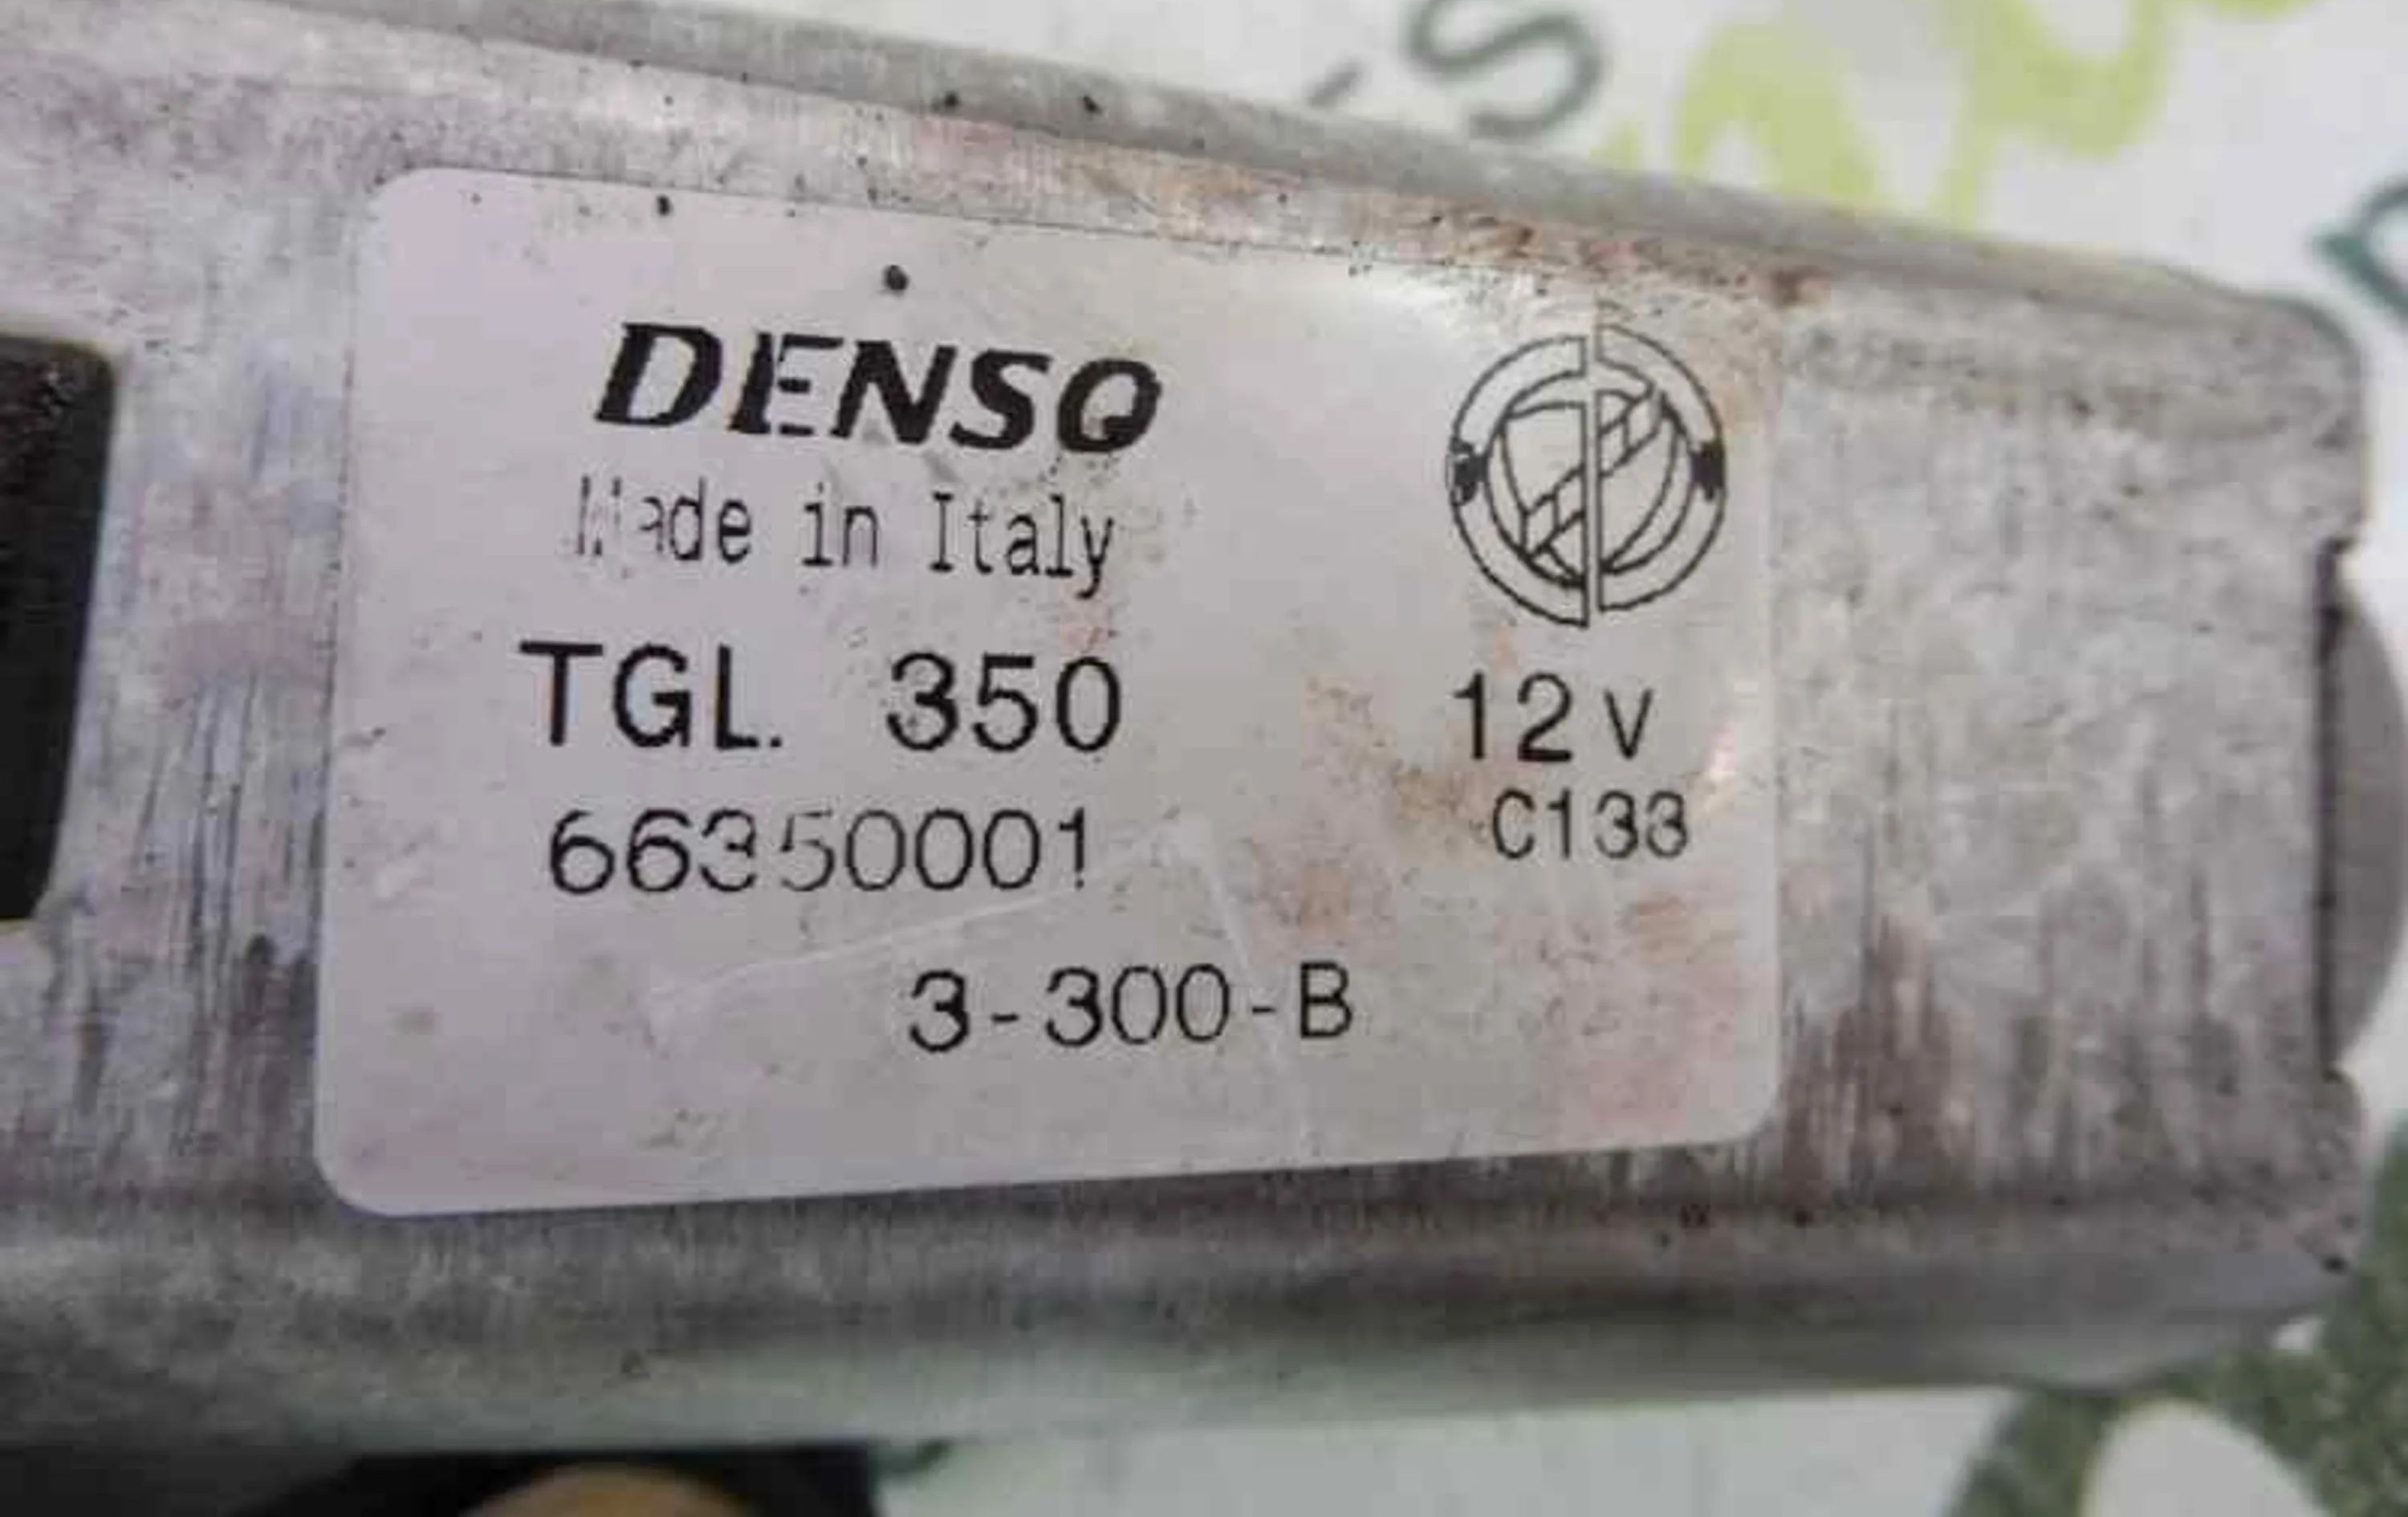 DENSO
Made in Italy
TGL. 350
12 V
66350001
C133
3-300-B